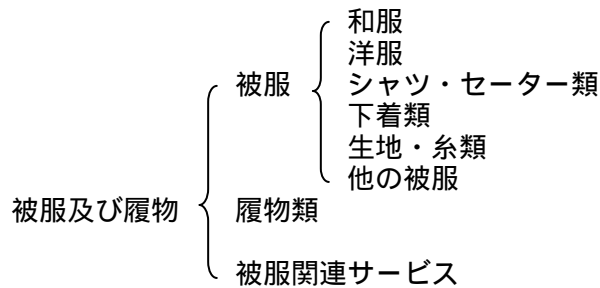 和服
洋服
被服
シャツ・セーター類
下着類
生地・糸類
他の被服
被服及び履物
履物類
被服関連サービス